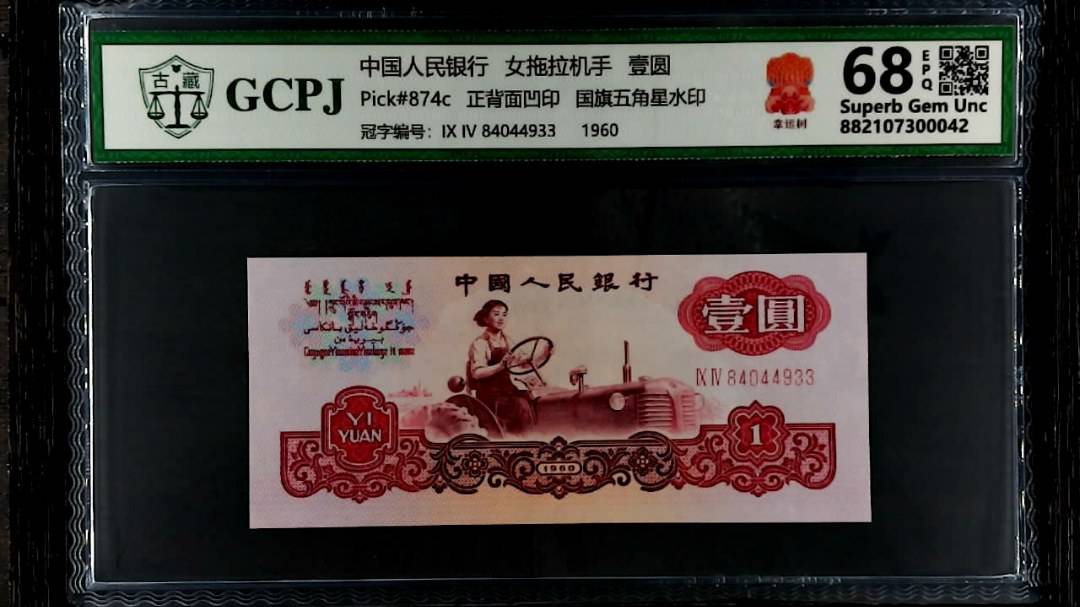 古 藏
GCPJ
中国人民银行 女拖拉机手 壹圆
Pick#874c 正背面凹印 国旗五角星水印
冠字编号：IX IV 84044933 1960
幸运树
68 EPQ
Superb Gem Unc
882107300042
中國人民銀行
壹圓
IX IV 84044933
YI
YUAN
1960
1